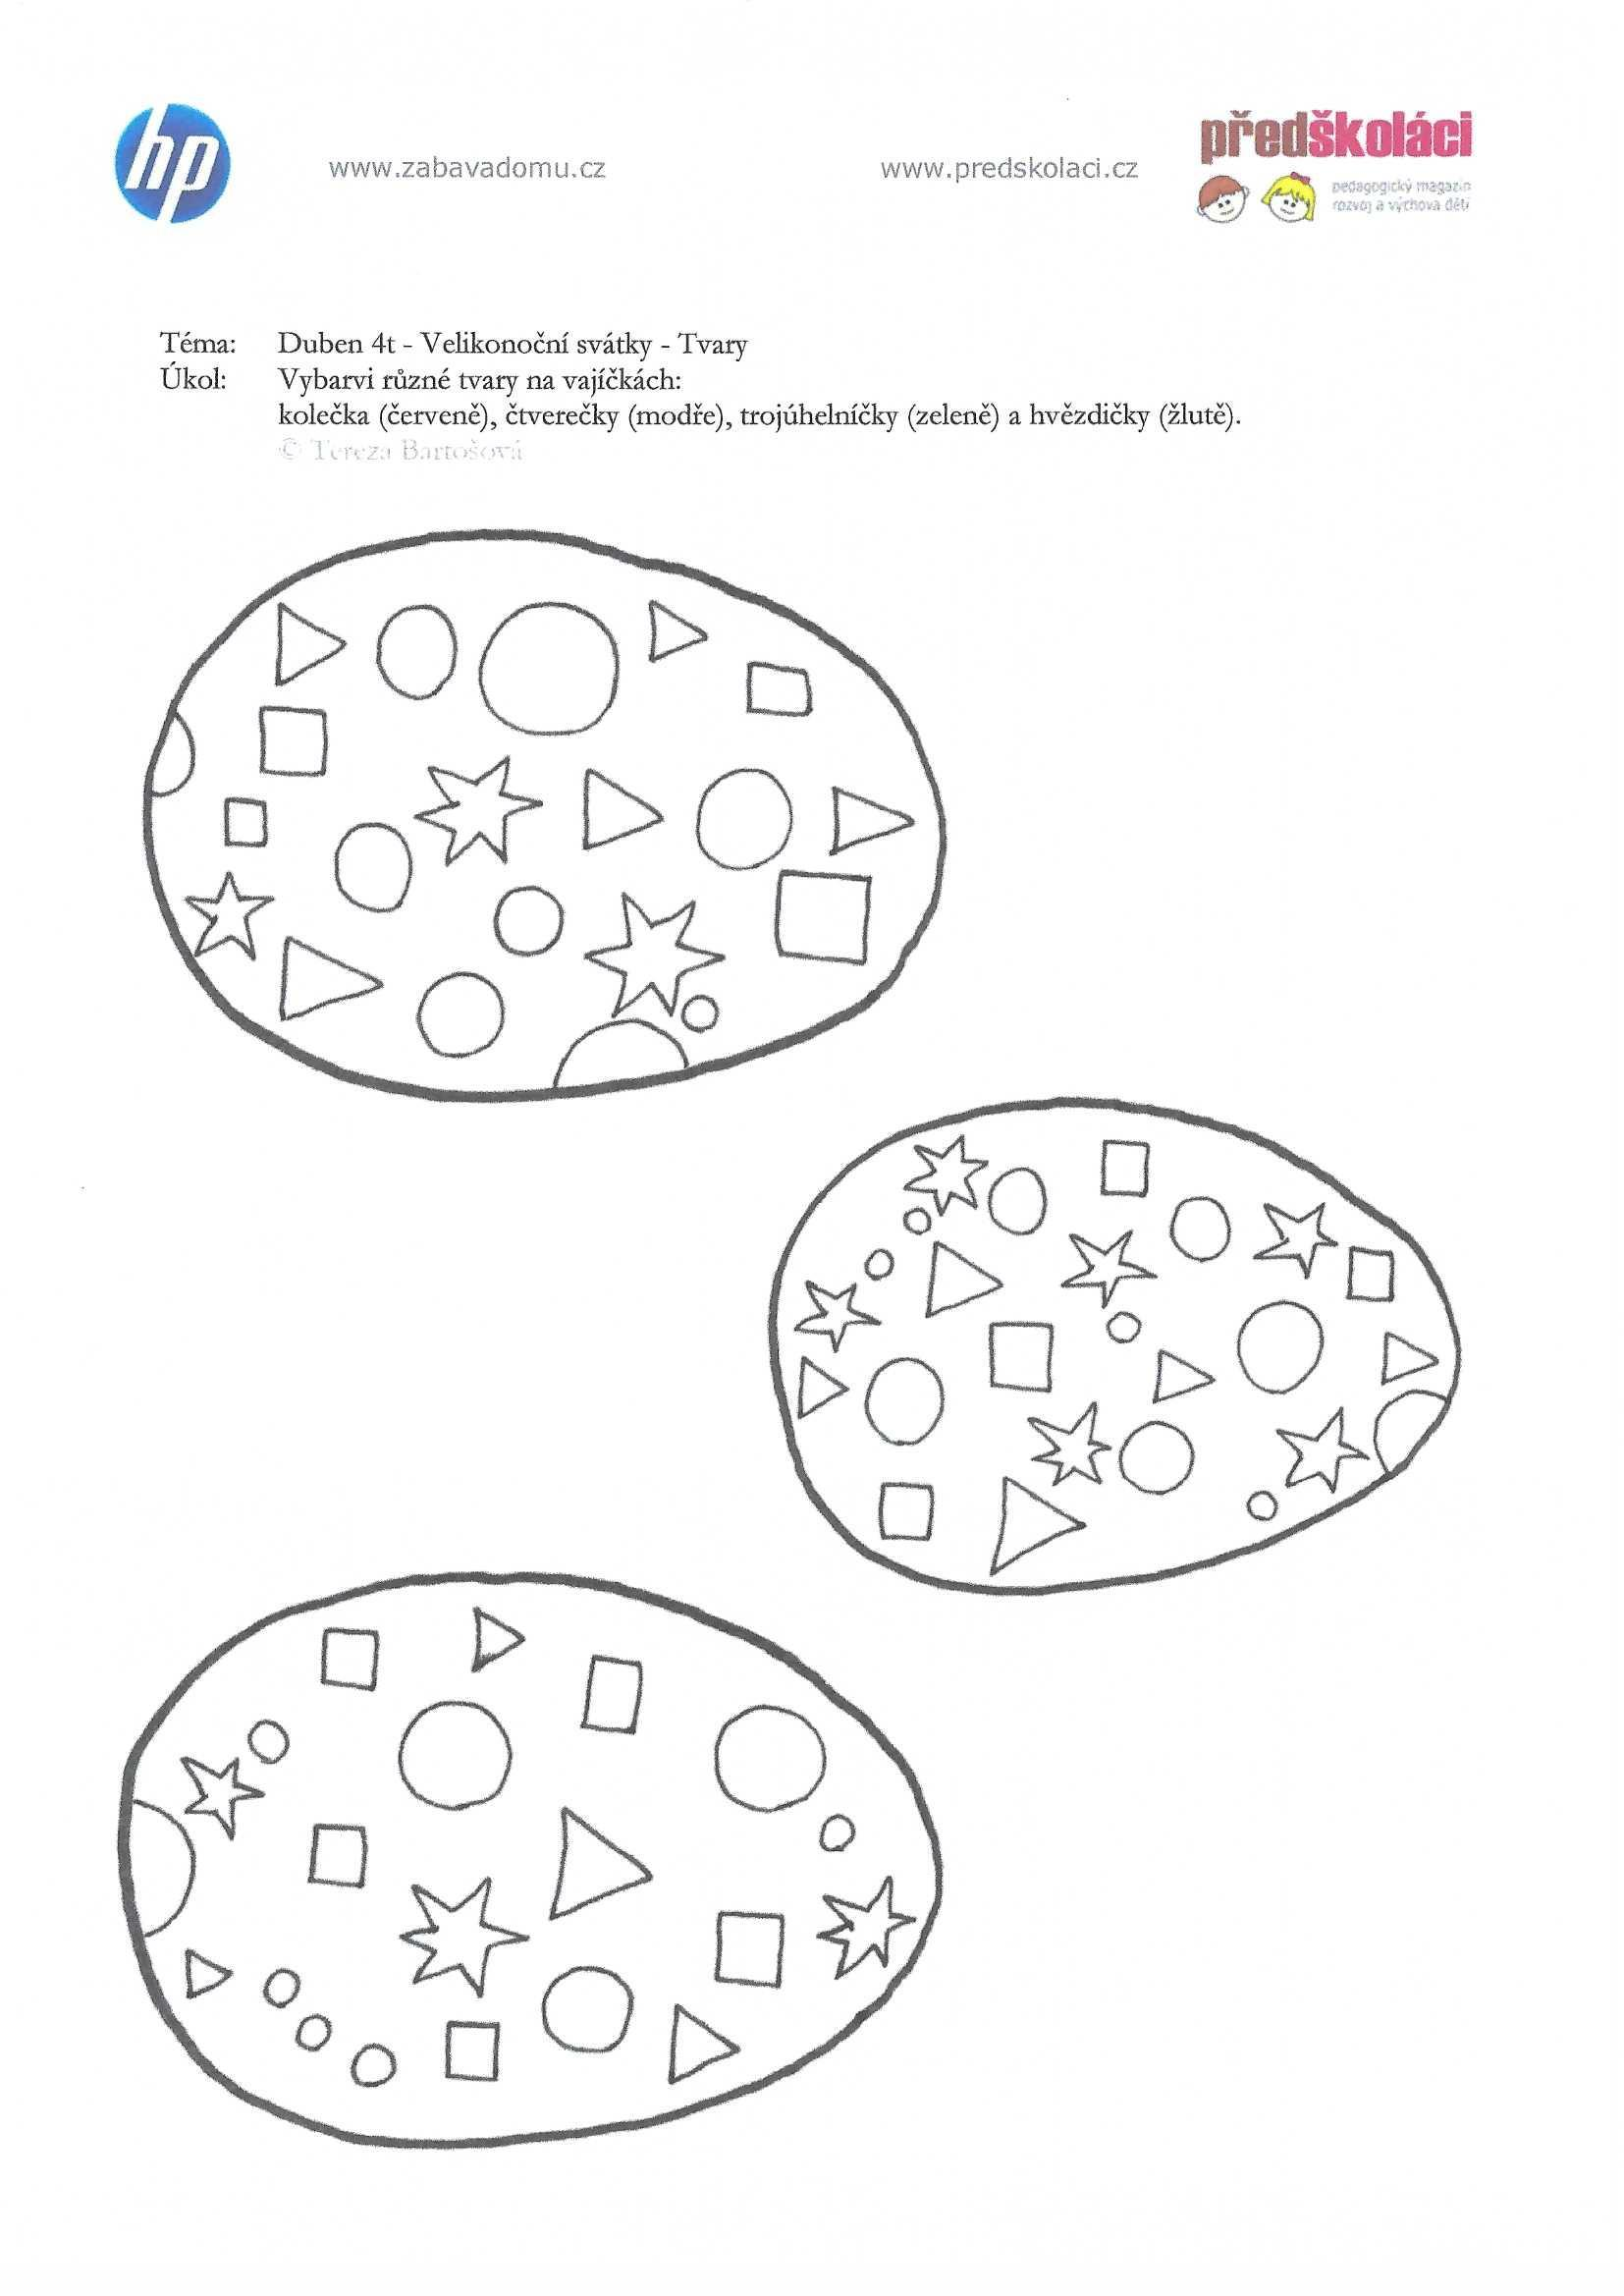 hp
www.zabavadomu.cz
www.predskolaci.cz
předškoláci
pedagogický magazin
rozvoj a výchova dětí
Téma: Duben 4t - Velikonoční svátky - Tvary
Úkol: Vybarvi různé tvary na vajíčkách:
kolečka (červeně), čtverečky (modře), trojúhelníčky (zeleně) a hvězdičky (žlutě).
© Tereza Bartošová